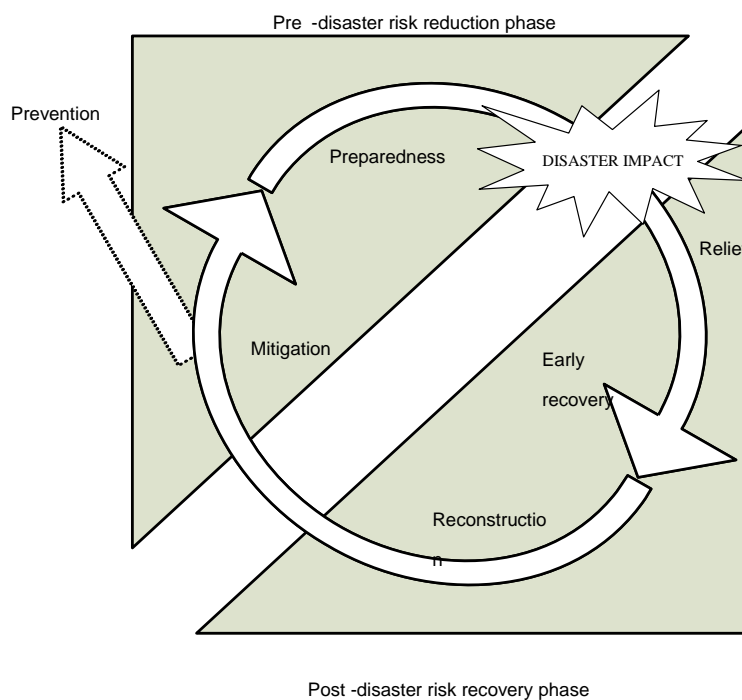 Pre -disaster risk reduction phase
Prevention
Preparedness
DISASTER IMPACT
Relie
Mitigation
Early
recovery
Reconstructio
n
Post -disaster risk recovery phase